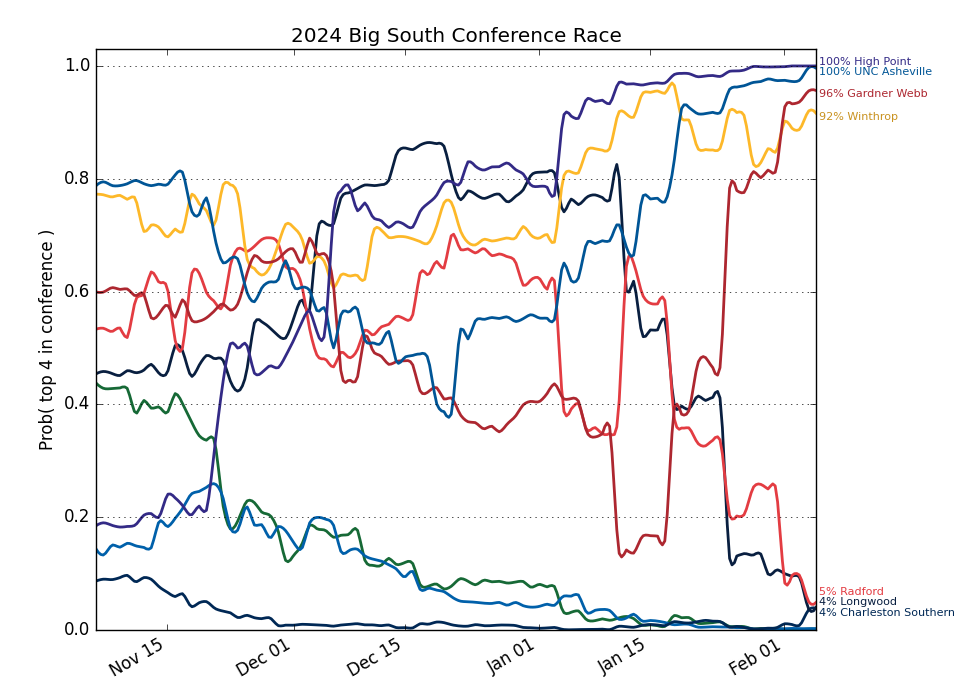 2024 Big South Conference Race
Prob( top 4 in conference )
1.0
0.8
0.6
0.4
0.2
0.0
Nov 15
Dec 01
Dec 15
Jan 01
Jan 15
Feb 01
100% High Point
100% UNC Asheville
96% Gardner Webb
92% Winthrop
5% Radford
4% Longwood
4% Charleston Southern